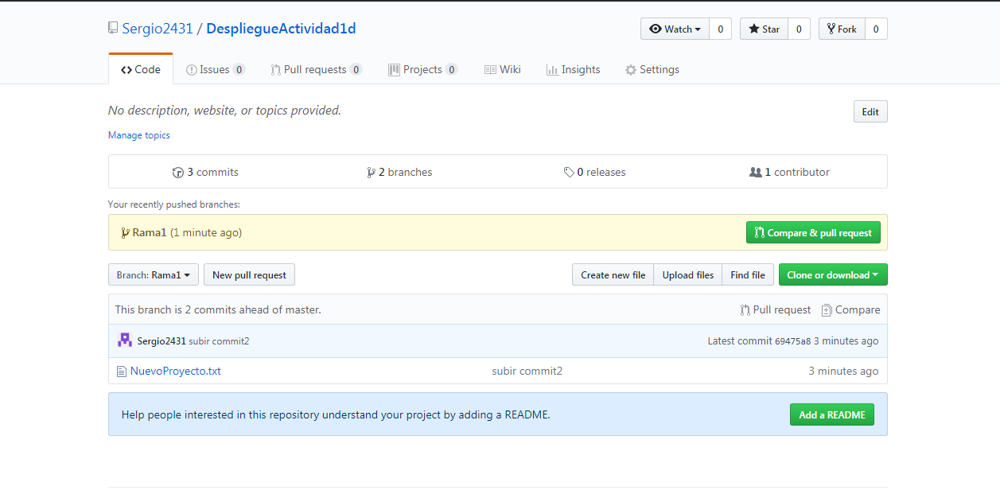 Sergio2431 / DespliegueActividad1d
Watch 0 Star 0 Fork 0
Code Issues 0 Pull requests 0 Projects 0 Wiki Insights Settings
No description, website, or topics provided.
Edit
Manage topics
3 commits 2 branches 0 releases 1 contributor
Your recently pushed branches:
Rama1 (1 minute ago) Compare & pull request
Branch: Rama1 New pull request Create new file Upload files Find file Clone or download
This branch is 2 commits ahead of master. Pull request Compare
Sergio2431 subir commit2 Latest commit 69475a8 3 minutes ago
NuevoProyecto.txt subir commit2 3 minutes ago
Help people interested in this repository understand your project by adding a README. Add a README